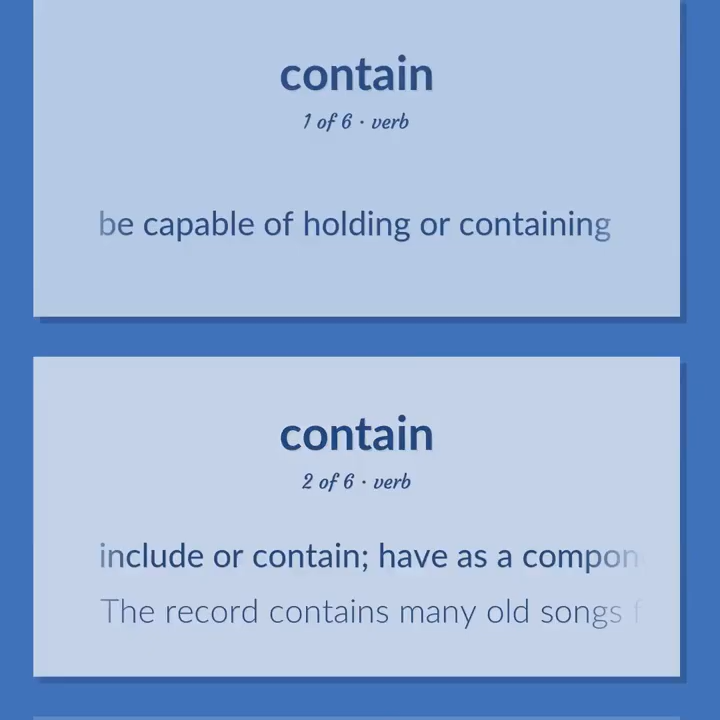 contain
1 of 6 · verb
be capable of holding or containing
contain
2 of 6 · verb
include or contain; have as a compon
The record contains many old songs f